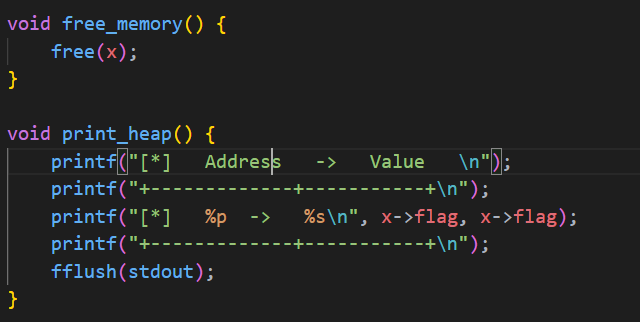 void free_memory() {
    free(x);
}

void print_heap() {
    printf("[*]   Address   ->   Value   \n");
    printf("+-------------+-----------+\n");
    printf("[*]   %p  ->   %s\n", x->flag, x->flag);
    printf("+-------------+-----------+\n");
    fflush(stdout);
}